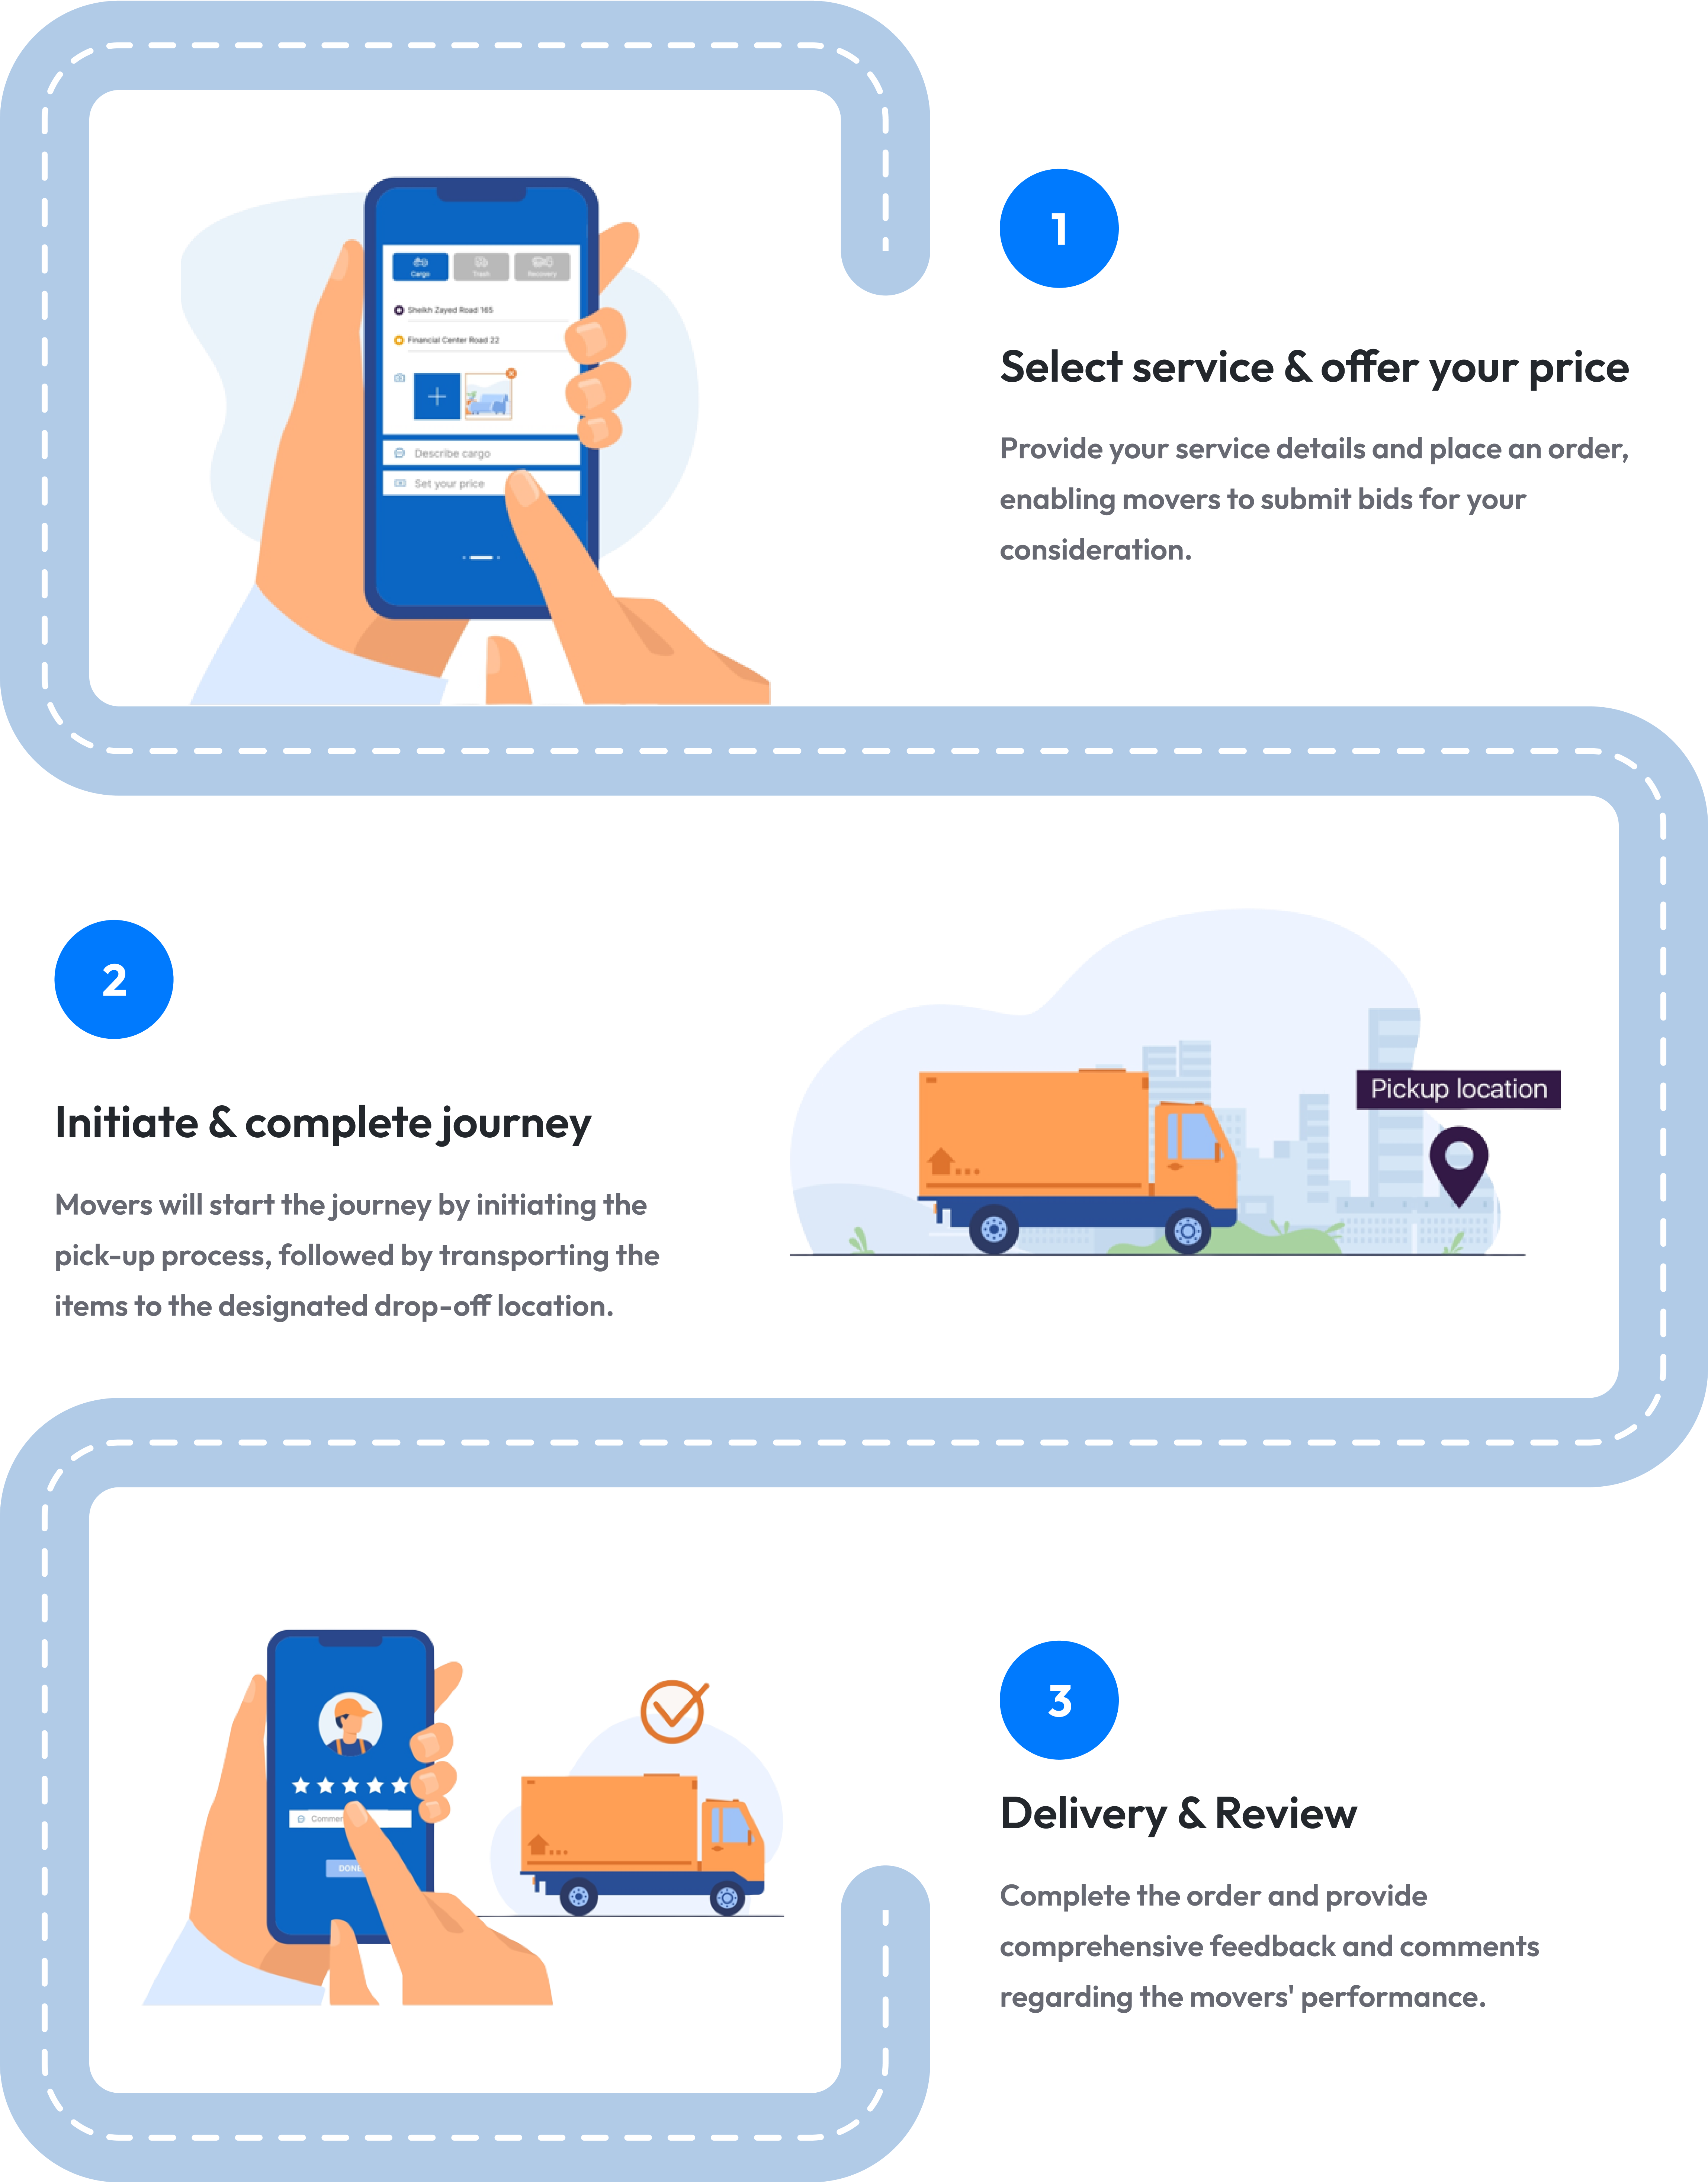 Cargo
Trash
Recovery
Sheikh Zayed Road 165
Financial Center Road 22
Describe cargo
Set your price
1
Select service & offer your price
Provide your service details and place an order,
enabling movers to submit bids for your
consideration.
2
Initiate & complete journey
Movers will start the journey by initiating the
pick-up process, followed by transporting the
items to the designated drop-off location.
Pickup location
3
Delivery & Review
Complete the order and provide
comprehensive feedback and comments
regarding the movers' performance.
DONE